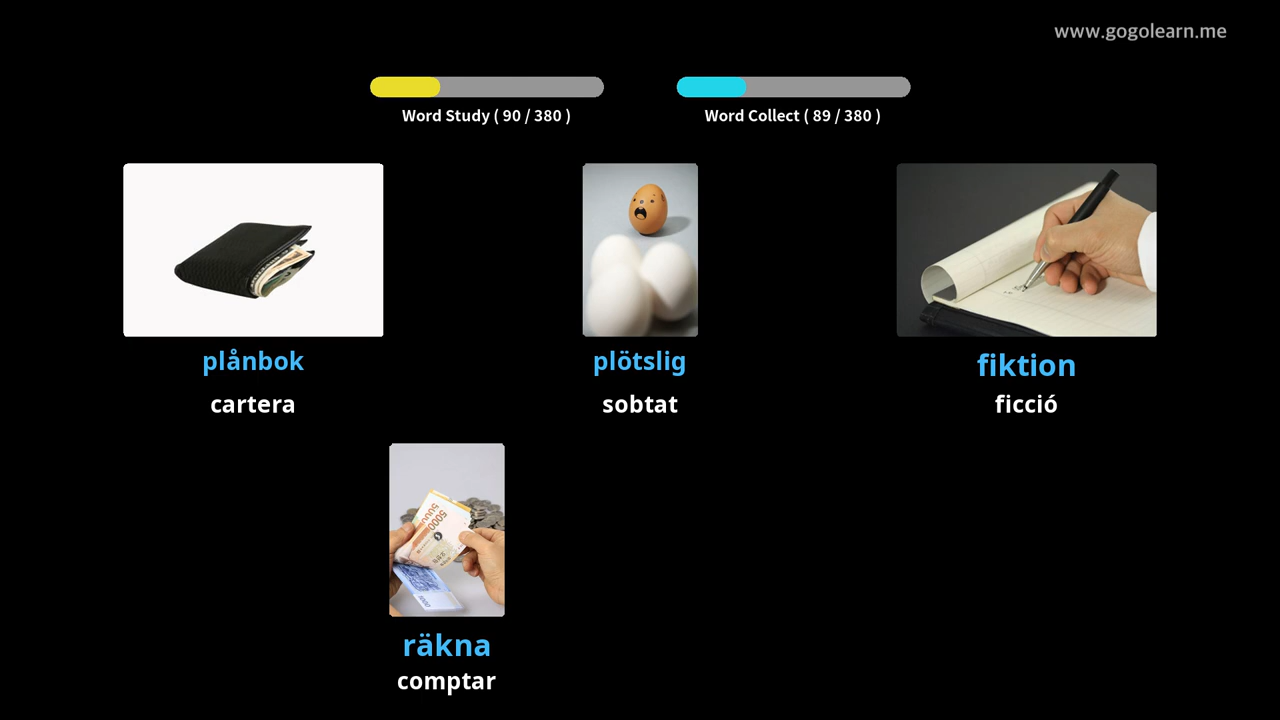 www.gogolearn.me
Word Study ( 90 / 380 )
Word Collect ( 89 / 380 )
plånbok
cartera
plötslig
sobtat
fiktion
ficció
5000
räkna
comptar